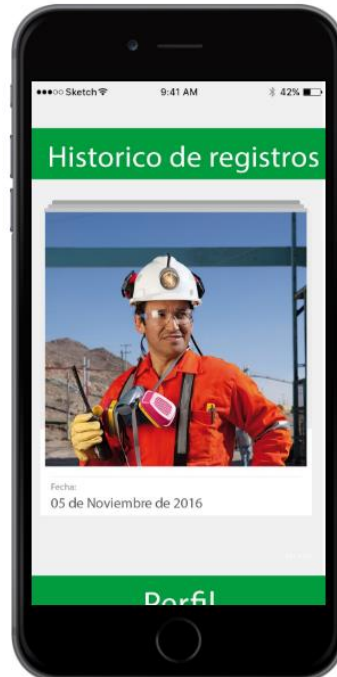 Sketch 9:41 AM 42%
Historico de registros
Fecha:
05 de Noviembre de 2016
Perfil